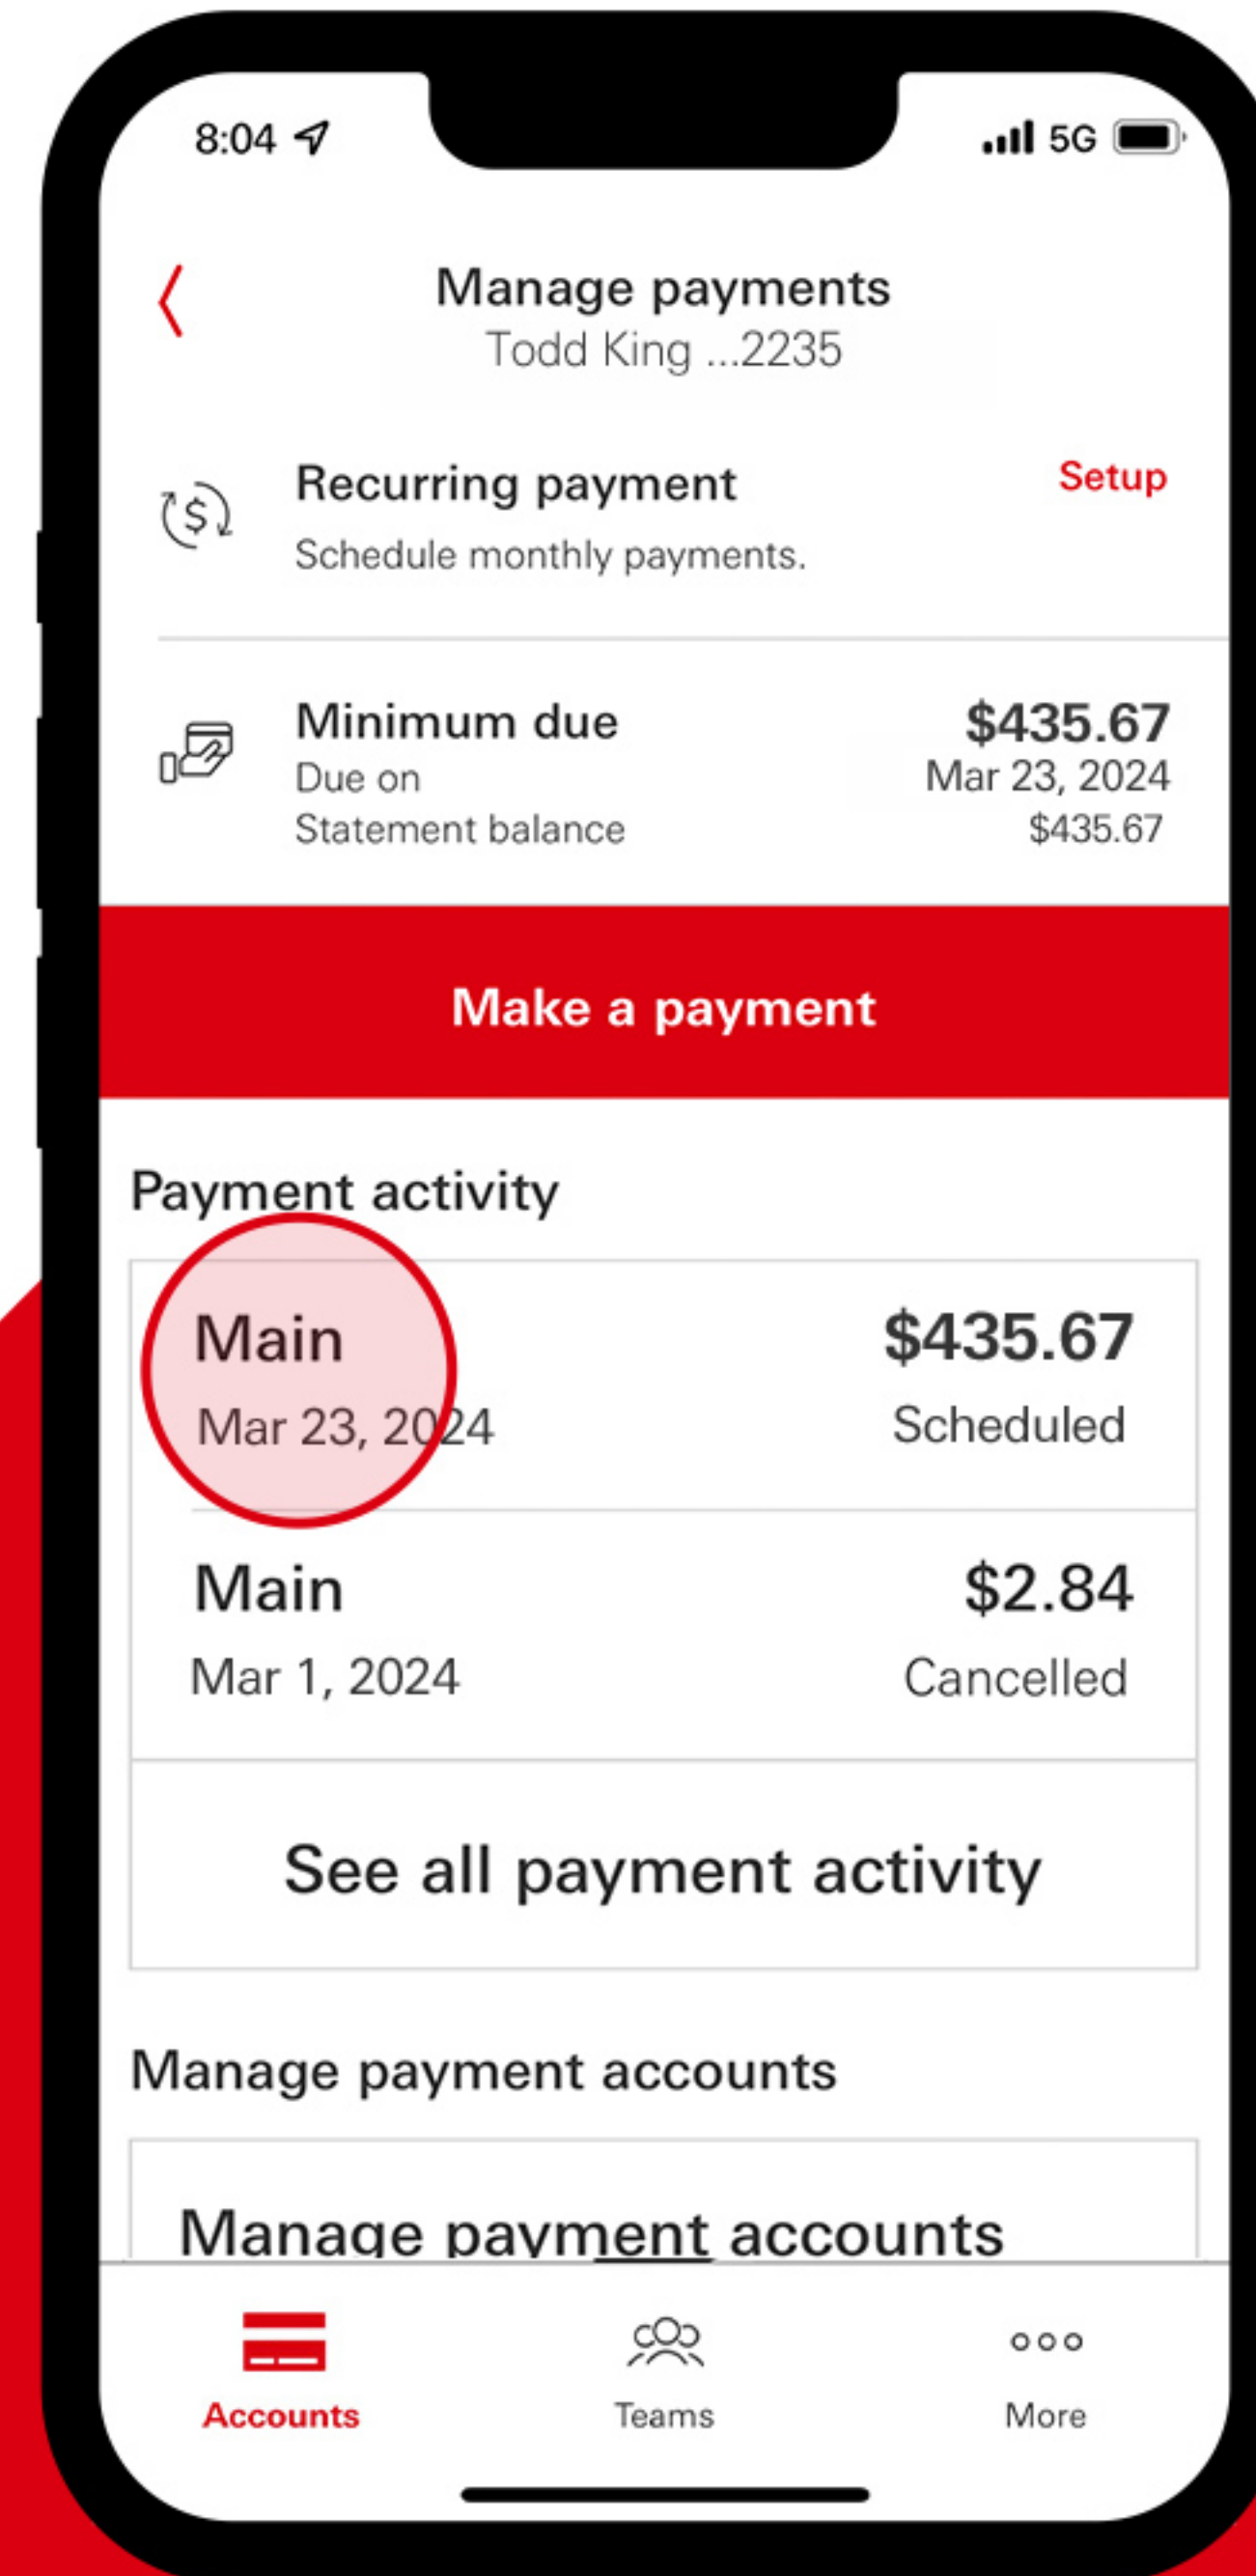 8:04 5G
Manage payments
Todd King ...2235
Recurring payment Setup
Schedule monthly payments.
Minimum due $435.67
Due on Mar 23, 2024
Statement balance $435.67
Make a payment
Payment activity
Main $435.67
Mar 23, 2024 Scheduled
Main $2.84
Mar 1, 2024 Cancelled
See all payment activity
Manage payment accounts
Manage payment accounts
Accounts Teams More